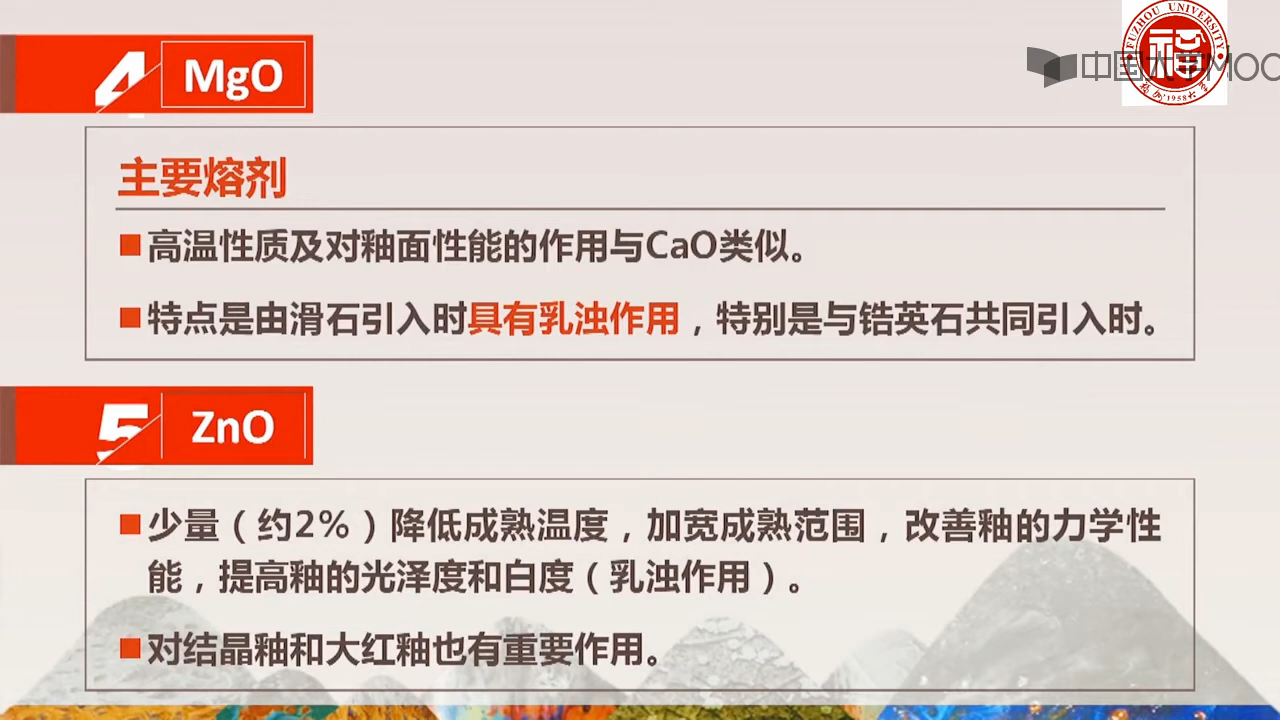 FUZHOU UNIVERSITY
中国大学MOO
1958
4 MgO
主要熔剂
高温性质及对釉面性能的作用与CaO类似。
特点是由滑石引入时具有乳浊作用，特别是与锆英石共同引入时。
5 ZnO
少量（约2%）降低成熟温度，加宽成熟范围，改善釉的力学性
能，提高釉的光泽度和白度（乳浊作用）。
对结晶釉和大红釉也有重要作用。